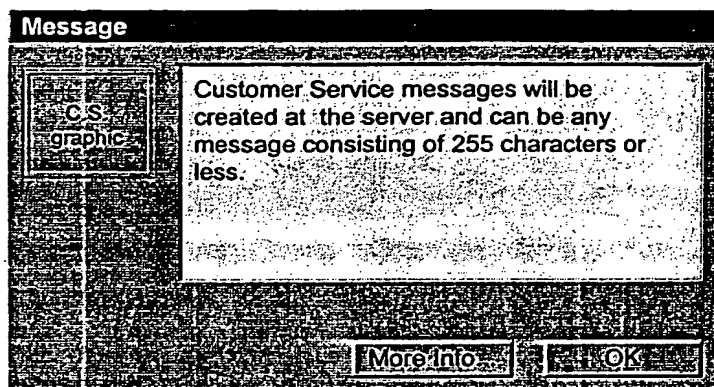 Message
C.S.
graphic
Customer Service messages will be
created at the server and can be any
message consisting of 255 characters or
less.
More Info
OK